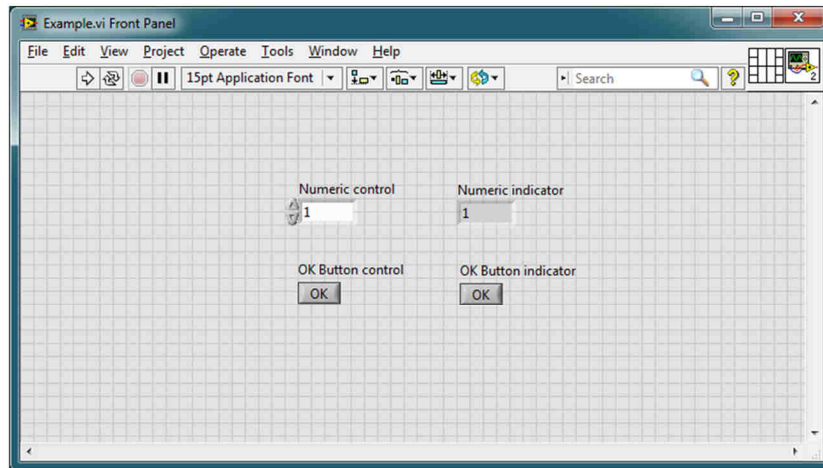 Example.vi Front Panel
File Edit View Project Operate Tools Window Help
15pt Application Font Search ? 2
Numeric control Numeric indicator
1 1
OK Button control OK Button indicator
OK OK